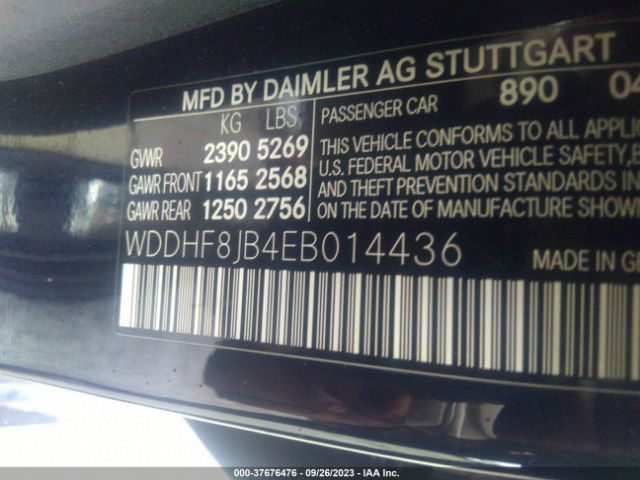 MFD BY DAIMLER AG STUTTGART
KG LBS
GVWR 2390 5269
GAWR FRONT 1165 2568
GAWR REAR 1250 2756
PASSENGER CAR 890 04
THIS VEHICLE CONFORMS TO ALL
U.S. FEDERAL MOTOR VEHICLE SAFETY,
AND THEFT PREVENTION STANDARDS
ON THE DATE OF MANUFACTURE SHOWN
WDDHF8JB4EB014436
MADE IN
000-37676476 - 09/26/2023 - IAA Inc.